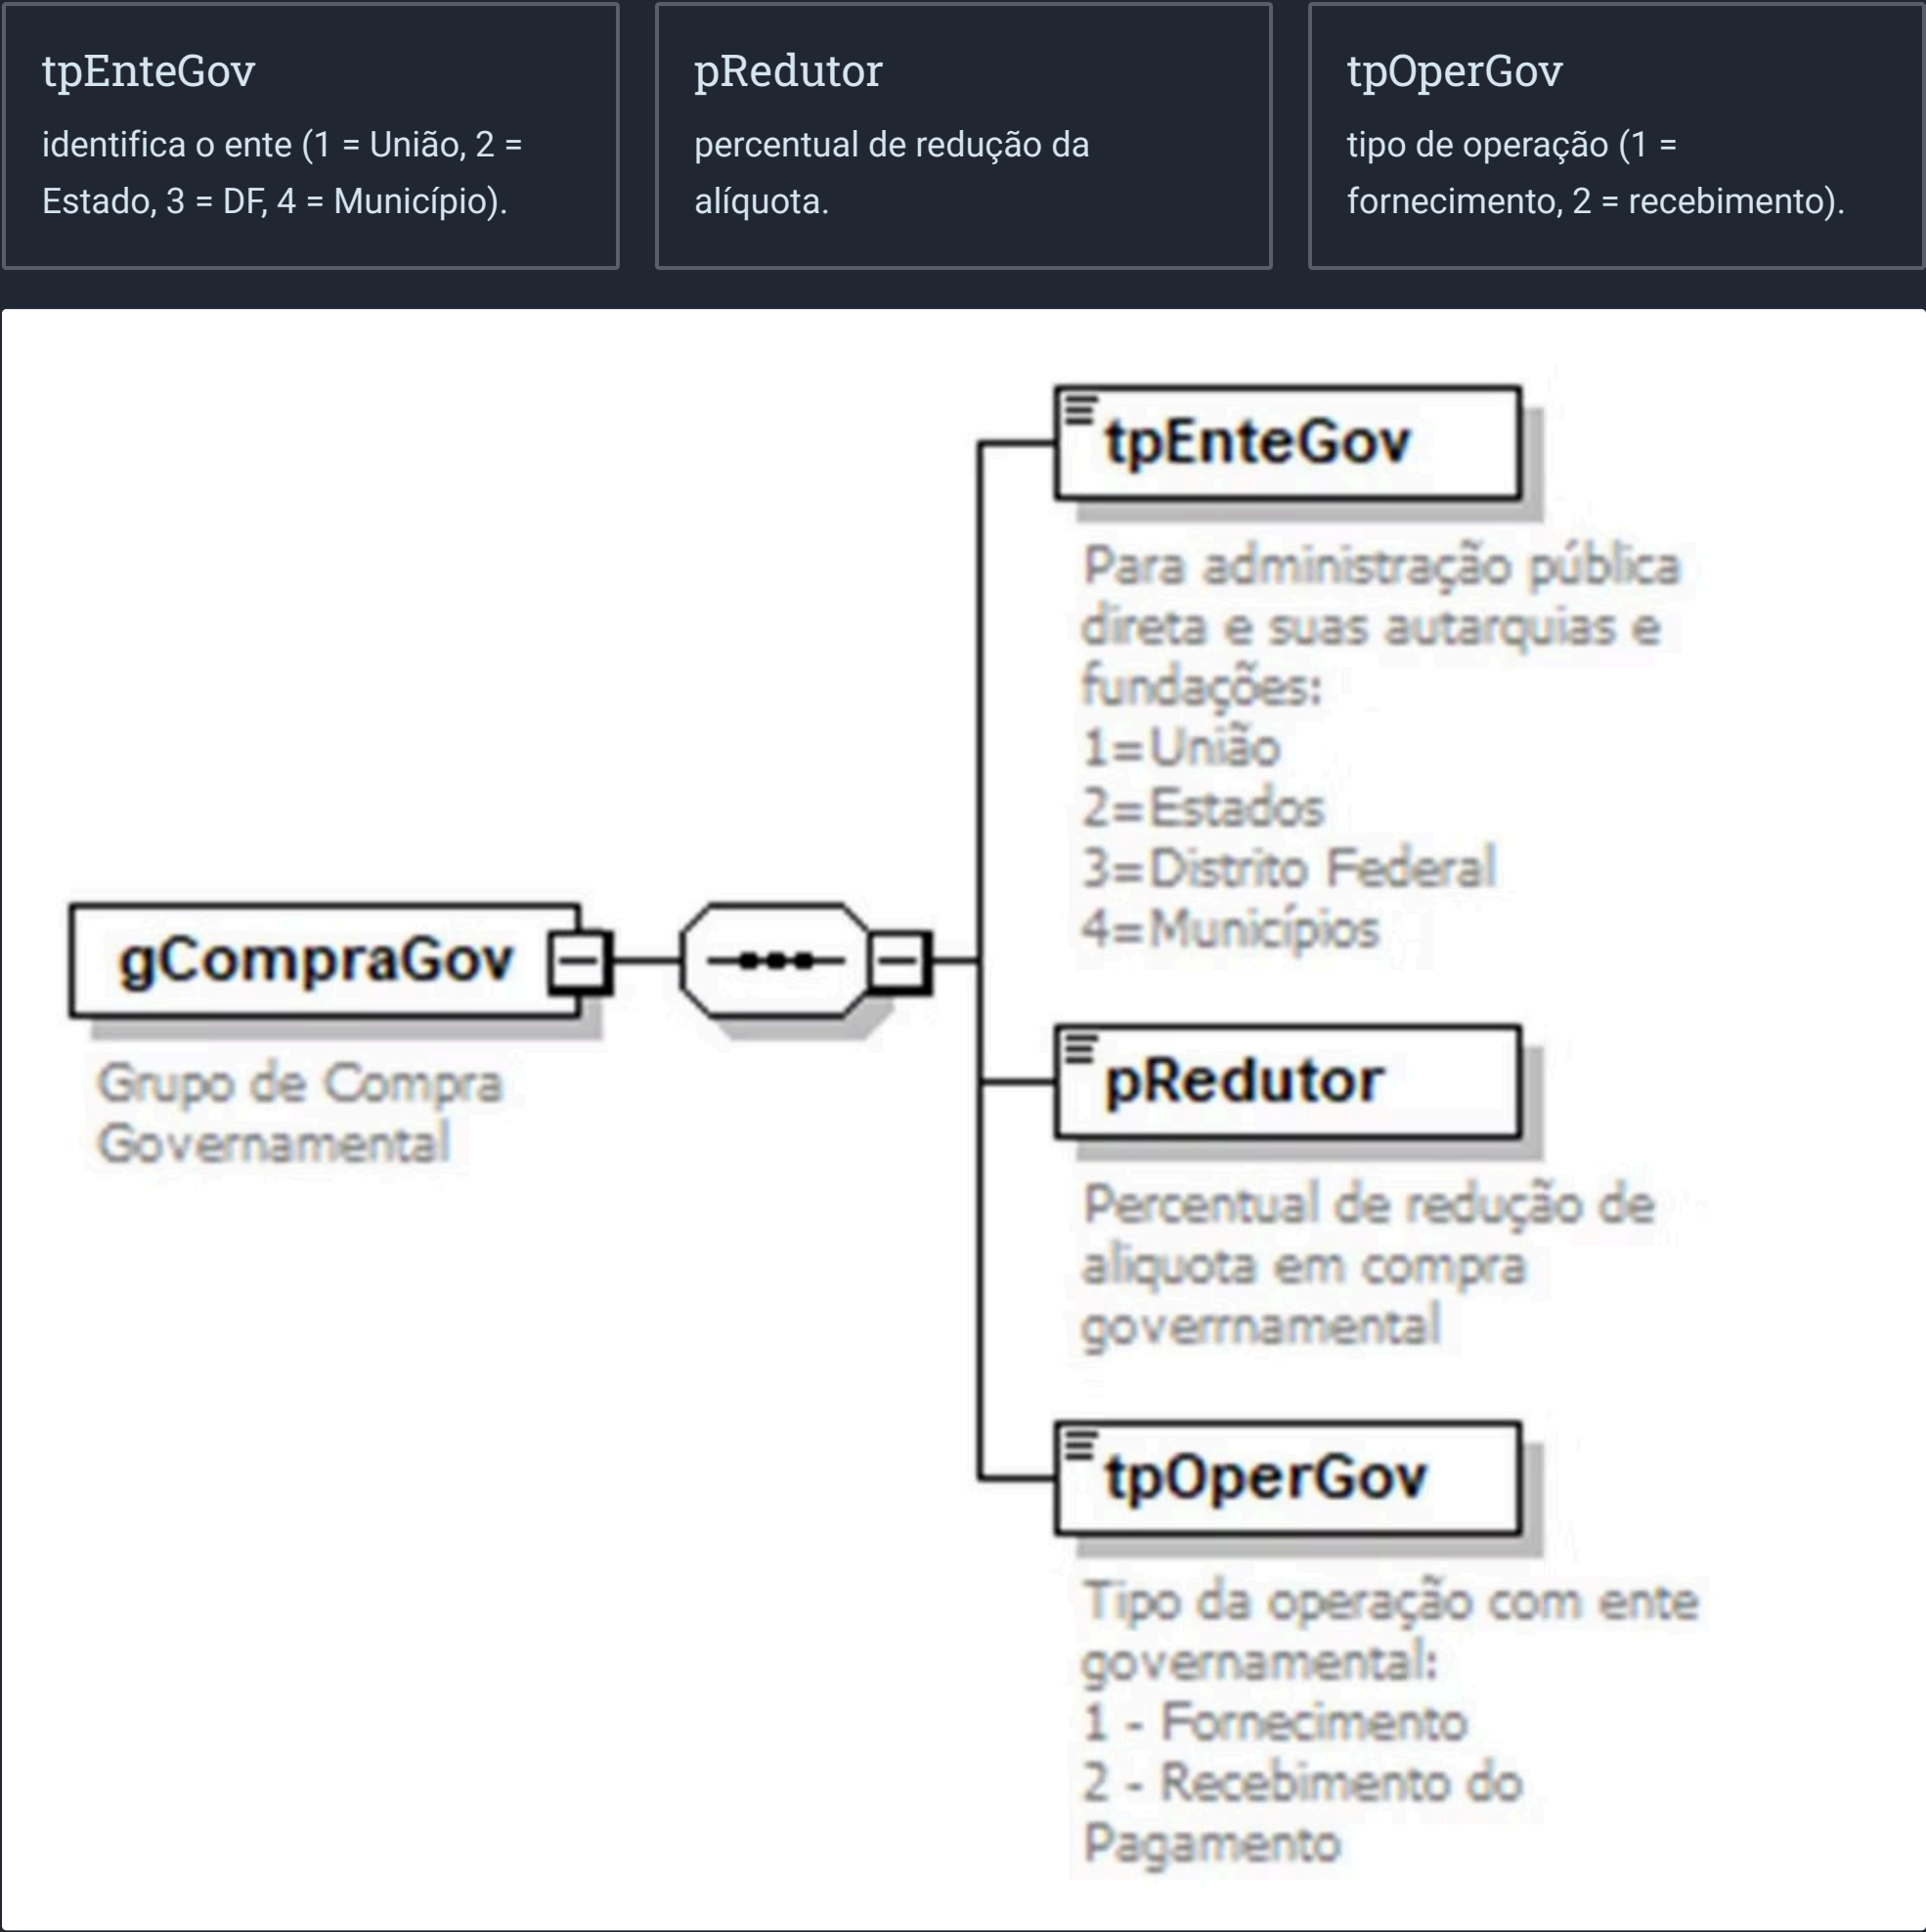 tpEnteGov
identifica o ente (1 = União, 2 =
Estado, 3 = DF, 4 = Município).
pRedutor
percentual de redução da
alíquota.
tpOperGov
tipo de operação (1 =
fornecimento, 2 = recebimento).
gCompraGov
Grupo de Compra
Governamental
tpEnteGov
Para administração pública
direta e suas autarquias e
fundações:
1=União
2=Estados
3=Distrito Federal
4=Municípios
pRedutor
Percentual de redução de
aliquota em compra
goverrnamental
tpOperGov
Tipo da operação com ente
governamental:
1 - Fornecimento
2 - Recebimento do
Pagamento